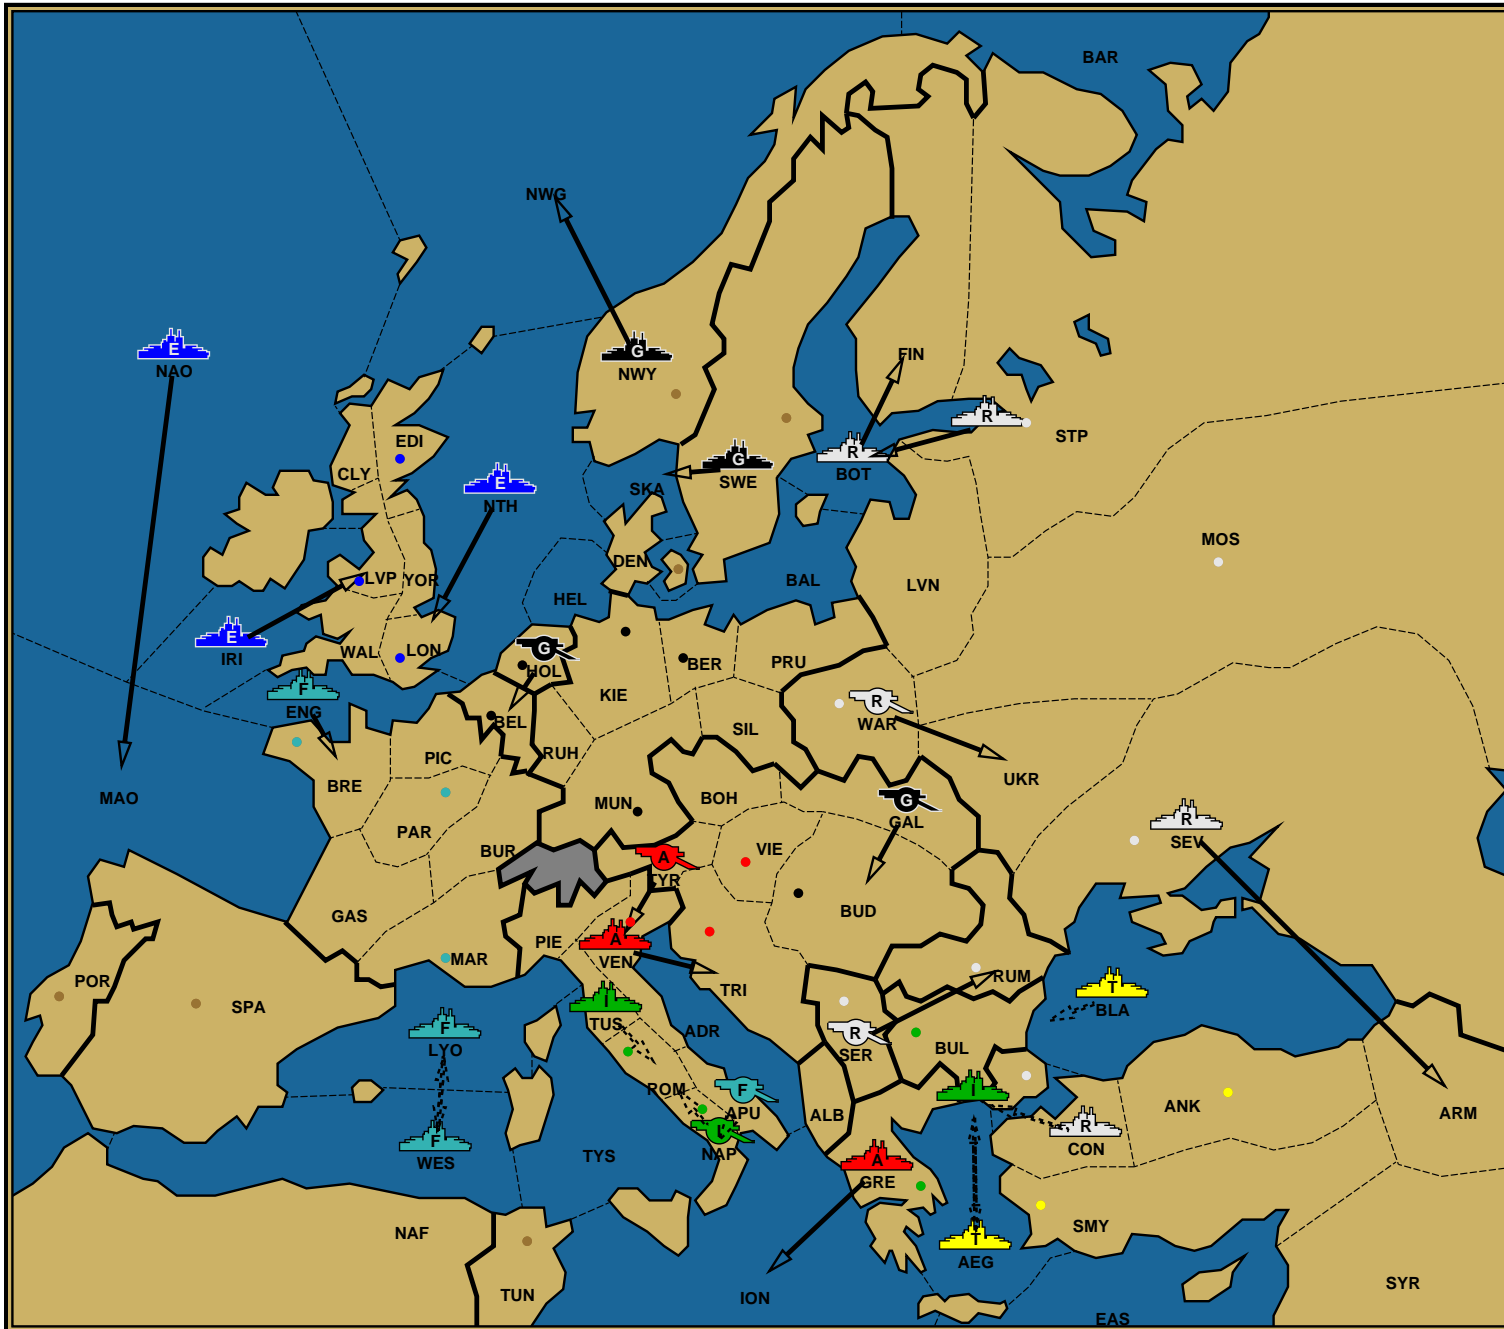 BAR
NWG
E
NAO
G
NWY
FIN
R
STP
EDI
CLY
E
NTH
G
SWE
SKA
R
BOT
MOS
LVP
YOR
DEN
BAL
LVN
HEL
E
IRI
WAL
LON
G
HOL
BER
PRU
KIE
F
ENG
BEL
R
WAR
SIL
PIC
RUH
UKR
BRE
MAO
MUN
BOH
G
GAL
PAR
R
SEV
BUR
VIE
A
TYR
GAS
BUD
PIE
A
VEN
MAR
POR
SPA
TRI
RUM
T
BLA
I
TUS
F
LYO
ADR
R
SER
BUL
ROM
F
APU
I
ALB
ANK
ARM
F
WES
I
NAP
R
CON
TYS
A
GRE
NAF
SMY
T
AEG
SYR
TUN
ION
EAS